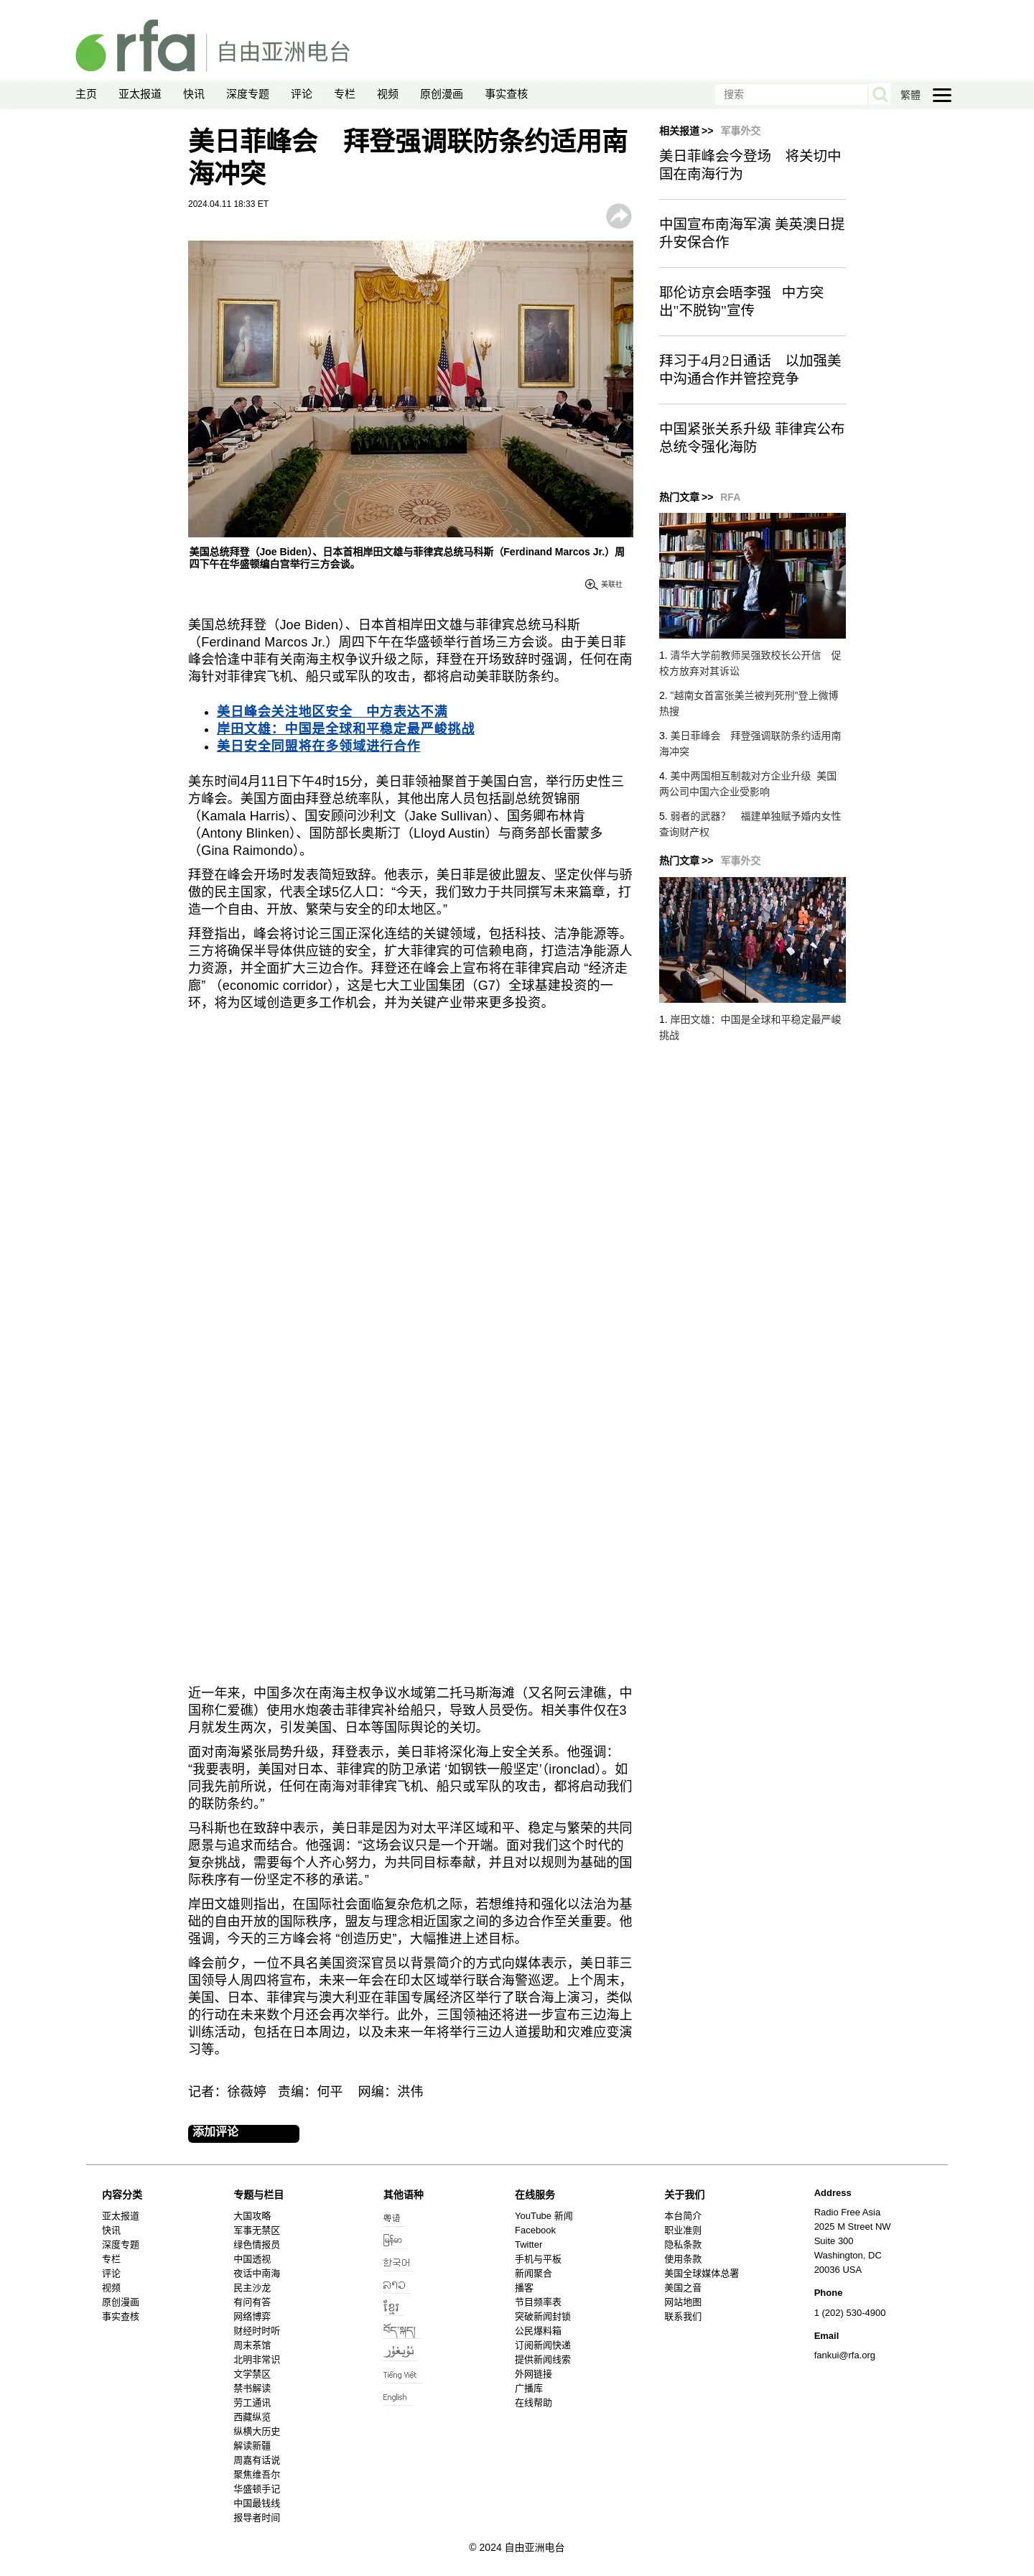 rfa 自由亚洲电台
主页 亚太报道 快讯 深度专题 评论 专栏 视频 原创漫画 事实查核 搜索 繁體
美日菲峰会　拜登强调联防条约适用南
海冲突
2024.04.11 18:33 ET
美国总统拜登（Joe Biden）、日本首相岸田文雄与菲律宾总统马科斯（Ferdinand Marcos Jr.）周
四下午在华盛顿编白宫举行三方会谈。
美联社
美国总统拜登（Joe Biden）、日本首相岸田文雄与菲律宾总统马科斯
（Ferdinand Marcos Jr.）周四下午在华盛顿举行首场三方会谈。由于美日菲
峰会恰逢中菲有关南海主权争议升级之际，拜登在开场致辞时强调，任何在南
海针对菲律宾飞机、船只或军队的攻击，都将启动美菲联防条约。
美日峰会关注地区安全　中方表达不满
岸田文雄：中国是全球和平稳定最严峻挑战
美日安全同盟将在多领域进行合作
美东时间4月11日下午4时15分，美日菲领袖聚首于美国白宫，举行历史性三
方峰会。美国方面由拜登总统率队，其他出席人员包括副总统贺锦丽
（Kamala Harris）、国安顾问沙利文（Jake Sullivan）、国务卿布林肯
（Antony Blinken）、国防部长奥斯汀（Lloyd Austin）与商务部长雷蒙多
（Gina Raimondo）。
拜登在峰会开场时发表简短致辞。他表示，美日菲是彼此盟友、坚定伙伴与骄
傲的民主国家，代表全球5亿人口：“今天，我们致力于共同撰写未来篇章，打
造一个自由、开放、繁荣与安全的印太地区。”
拜登指出，峰会将讨论三国正深化连结的关键领域，包括科技、洁净能源等。
三方将确保半导体供应链的安全，扩大菲律宾的可信赖电商，打造洁净能源人
力资源，并全面扩大三边合作。拜登还在峰会上宣布将在菲律宾启动 “经济走
廊” （economic corridor），这是七大工业国集团（G7）全球基建投资的一
环，将为区域创造更多工作机会，并为关键产业带来更多投资。
近一年来，中国多次在南海主权争议水域第二托马斯海滩（又名阿云津礁，中
国称仁爱礁）使用水炮袭击菲律宾补给船只，导致人员受伤。相关事件仅在3
月就发生两次，引发美国、日本等国际舆论的关切。
面对南海紧张局势升级，拜登表示，美日菲将深化海上安全关系。他强调：
“我要表明，美国对日本、菲律宾的防卫承诺 ‘如钢铁一般坚定’（ironclad）。如
同我先前所说，任何在南海对菲律宾飞机、船只或军队的攻击，都将启动我们
的联防条约。”
马科斯也在致辞中表示，美日菲是因为对太平洋区域和平、稳定与繁荣的共同
愿景与追求而结合。他强调：“这场会议只是一个开端。面对我们这个时代的
复杂挑战，需要每个人齐心努力，为共同目标奉献，并且对以规则为基础的国
际秩序有一份坚定不移的承诺。”
岸田文雄则指出，在国际社会面临复杂危机之际，若想维持和强化以法治为基
础的自由开放的国际秩序，盟友与理念相近国家之间的多边合作至关重要。他
强调，今天的三方峰会将 “创造历史”，大幅推进上述目标。
峰会前夕，一位不具名美国资深官员以背景简介的方式向媒体表示，美日菲三
国领导人周四将宣布，未来一年会在印太区域举行联合海警巡逻。上个周末，
美国、日本、菲律宾与澳大利亚在菲国专属经济区举行了联合海上演习，类似
的行动在未来数个月还会再次举行。此外，三国领袖还将进一步宣布三边海上
训练活动，包括在日本周边，以及未来一年将举行三边人道援助和灾难应变演
习等。
记者：徐薇婷 责编：何平 网编：洪伟
添加评论
相关报道 >> 军事外交
美日菲峰会今登场　将关切中
国在南海行为
中国宣布南海军演 美英澳日提
升安保合作
耶伦访京会晤李强 中方突
出"不脱钩"宣传
拜习于4月2日通话　以加强美
中沟通合作并管控竞争
中国紧张关系升级 菲律宾公布
总统令强化海防
热门文章 >> RFA
1. 清华大学前教师吴强致校长公开信　促
校方放弃对其诉讼
2. "越南女首富张美兰被判死刑"登上微博
热搜
3. 美日菲峰会　拜登强调联防条约适用南
海冲突
4. 美中两国相互制裁对方企业升级 美国
两公司中国六企业受影响
5. 弱者的武器？　福建单独赋予婚内女性
查询财产权
热门文章 >> 军事外交
1. 岸田文雄：中国是全球和平稳定最严峻
挑战
内容分类
亚太报道
快讯
深度专题
专栏
评论
视频
原创漫画
事实查核
专题与栏目
大国攻略
军事无禁区
绿色情报员
中国透视
夜话中南海
民主沙龙
有问有答
网络博弈
财经时时听
周末茶馆
北明非常识
文学禁区
禁书解读
劳工通讯
西藏纵览
纵横大历史
解读新疆
周嘉有话说
聚焦维吾尔
华盛顿手记
中国最钱线
报导者时间
其他语种
粵语
မြန်မာ
한국어
ລາວ
ខ្មែរ
བོད་སྐད།
ئۇيغۇر
Tiếng Việt
English
在线服务
YouTube 新闻
Facebook
Twitter
手机与平板
新闻聚合
播客
节目频率表
突破新闻封锁
公民爆料箱
订阅新闻快递
提供新闻线索
外网链接
广播库
在线帮助
关于我们
本台简介
职业准则
隐私条款
使用条款
美国全球媒体总署
美国之音
网站地图
联系我们
Address
Radio Free Asia
2025 M Street NW
Suite 300
Washington, DC
20036 USA
Phone
1 (202) 530-4900
Email
fankui@rfa.org
© 2024 自由亚洲电台